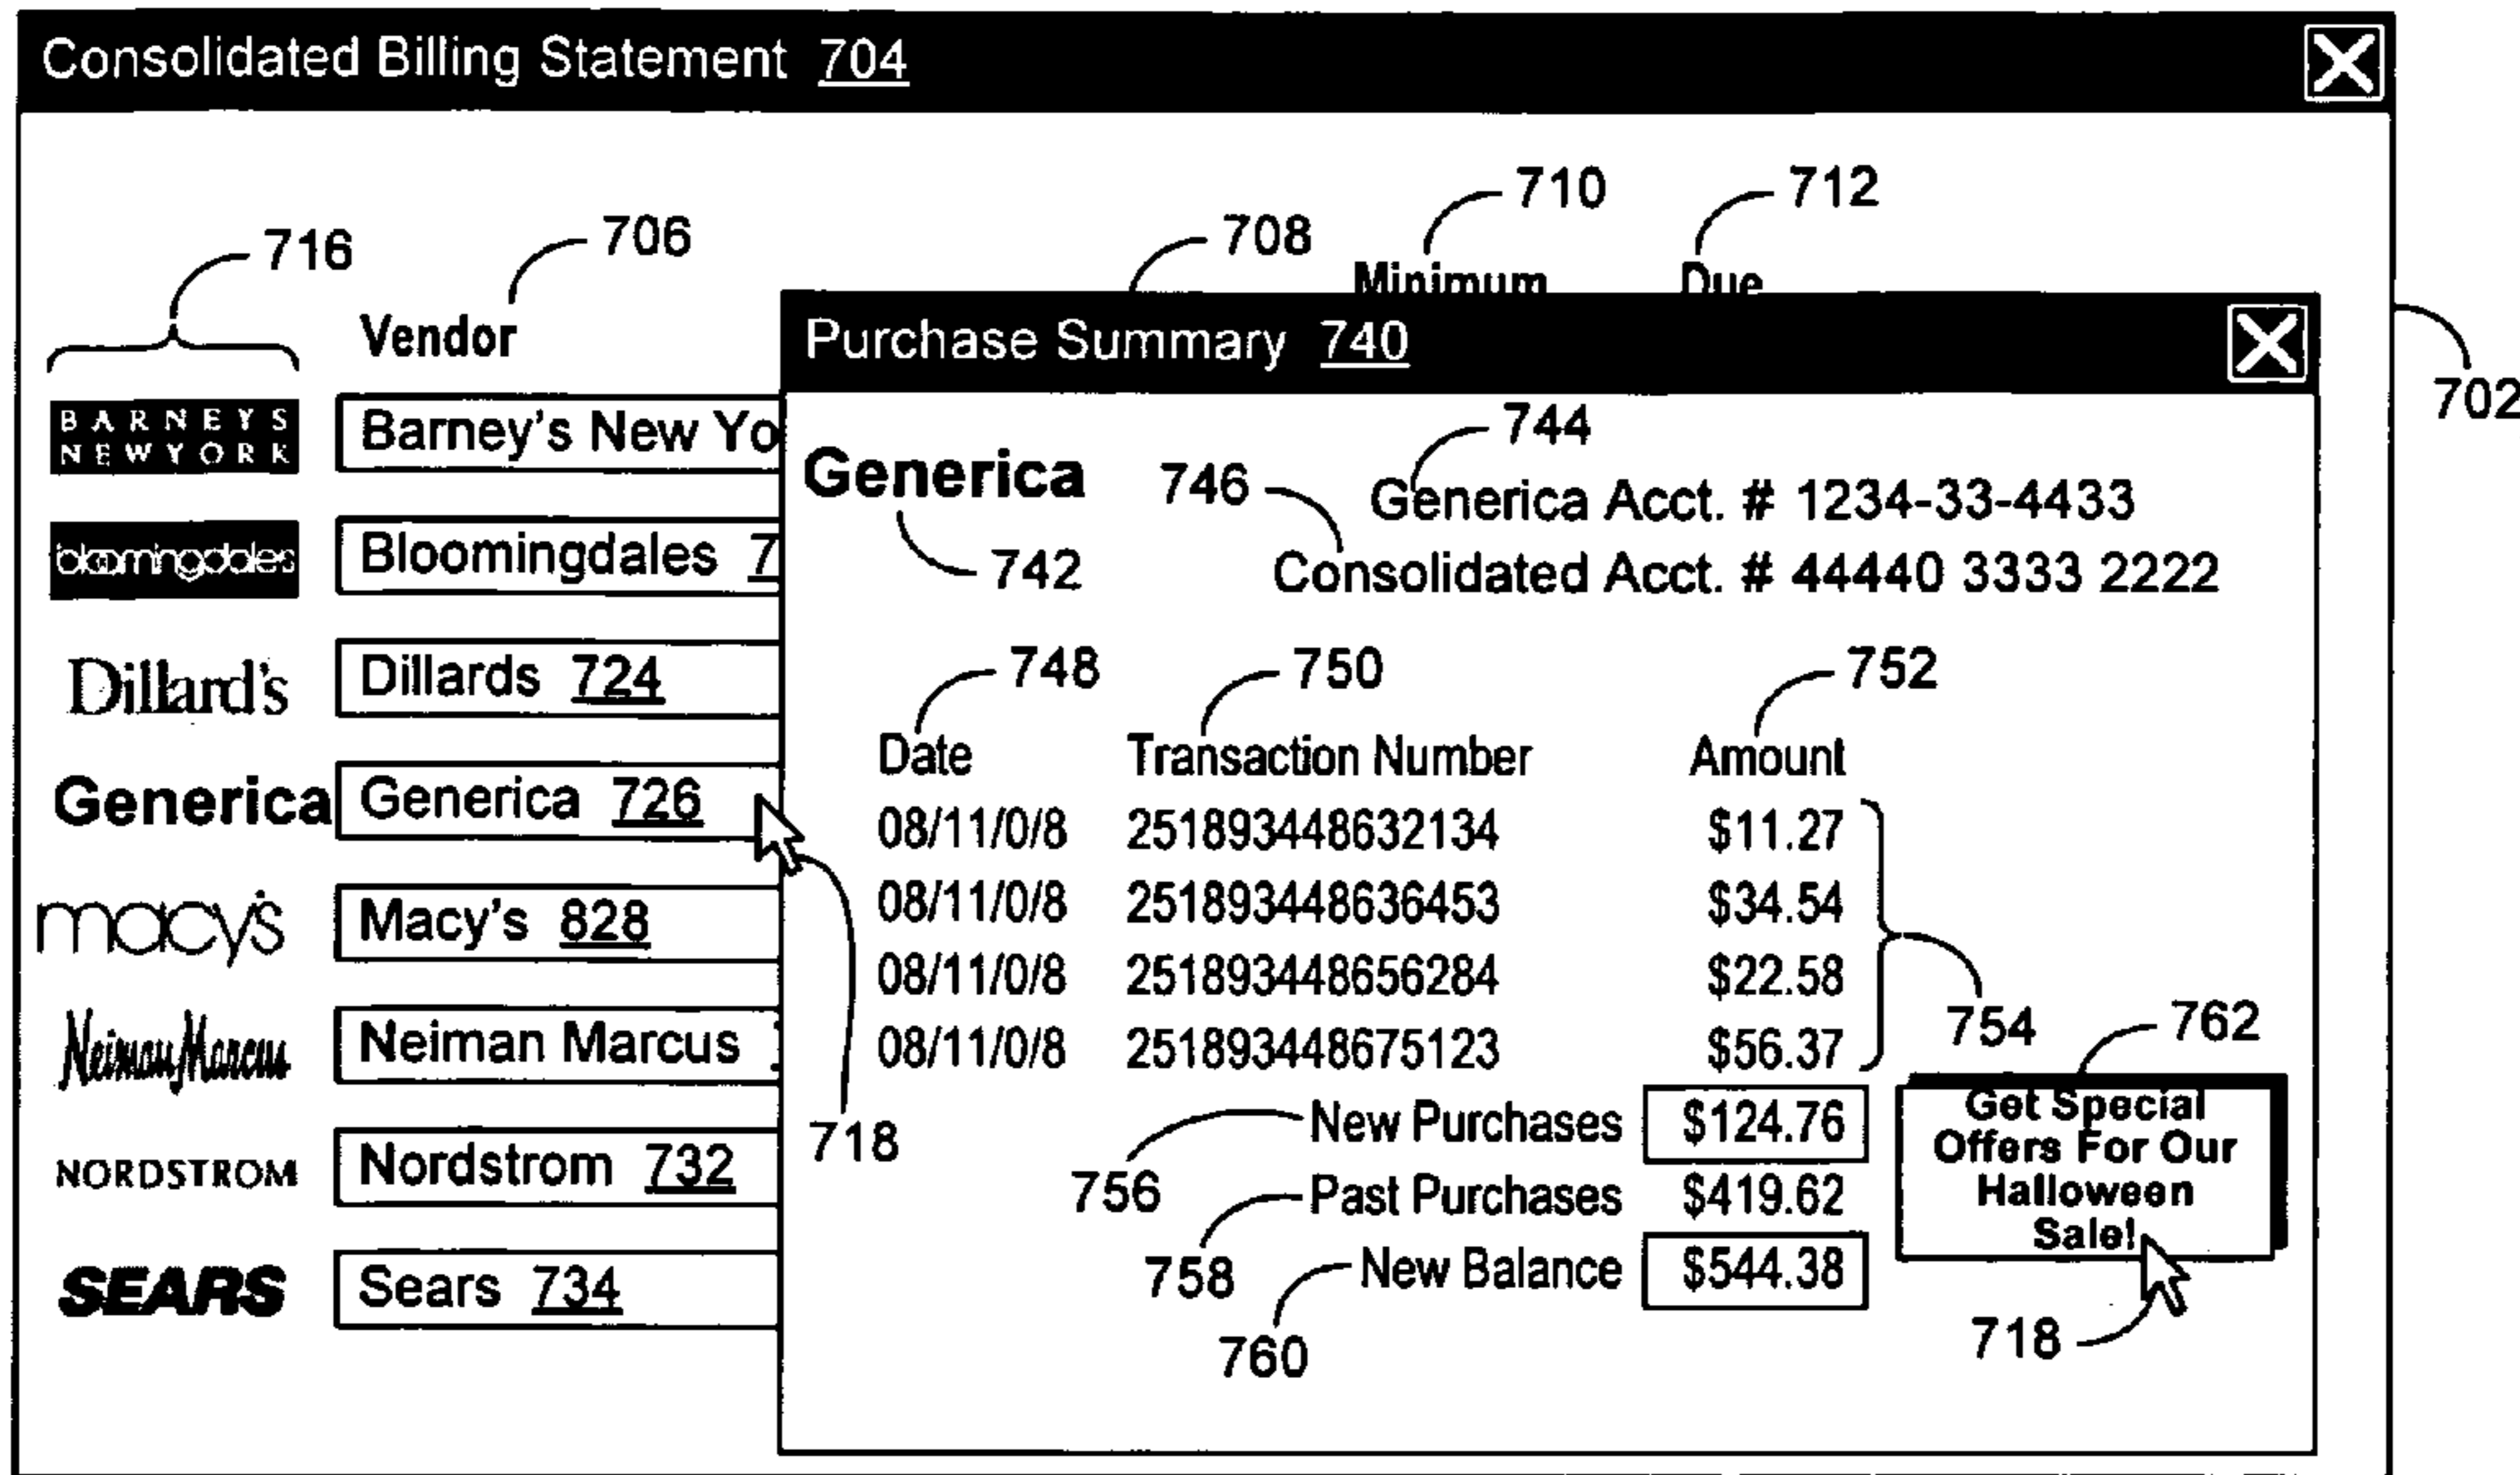 Consolidated Billing Statement 704
710 712
716 706 708
Minimum Due
Vendor
Purchase Summary 740
702
BARNEYS
NEWYORK
Barney's New Yo
744
Generica 746 Generica Acct. # 1234-33-4433
742 Consolidated Acct. # 44440 3333 2222
bloomingdales Bloomingdales 7
748 750 752
Dillard's Dillards 724
Date Transaction Number Amount
Generica Generica 726
08/11/0/8 251893448632134 $11.27
08/11/0/8 251893448636453 $34.54
macy's Macy's 828
08/11/0/8 251893448656284 $22.58
754 762
Neiman Marcus Neiman Marcus
08/11/0/8 251893448675123 $56.37
718
New Purchases $124.76
756
Get Special
Offers For Our
Halloween
Sale!
NORDSTROM Nordstrom 732
Past Purchases $419.62
758
New Balance $544.38
SEARS Sears 734
760
718